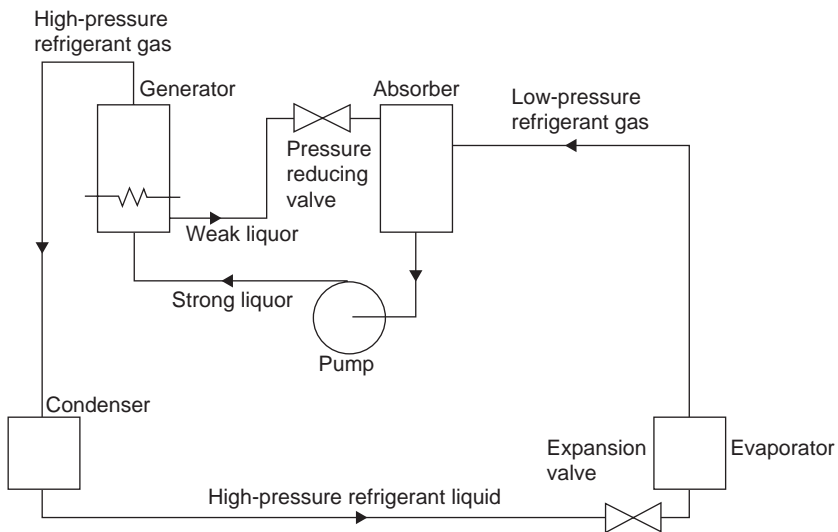 High-pressure
refrigerant gas
Generator
Absorber
Low-pressure
refrigerant gas
Pressure
reducing
valve
Weak liquor
Strong liquor
Pump
Condenser
Expansion
valve
Evaporator
High-pressure refrigerant liquid